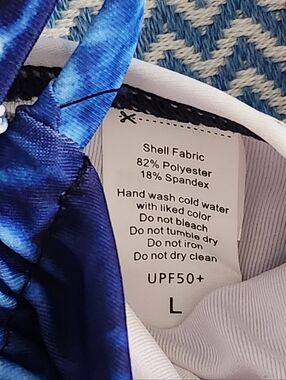 Shell Fabric
82% Polyester
18% Spandex
Hand wash cold water
with liked color
Do not bleach
Do not tumble dry
Do not iron
Do not dry clean
UPF50+
L